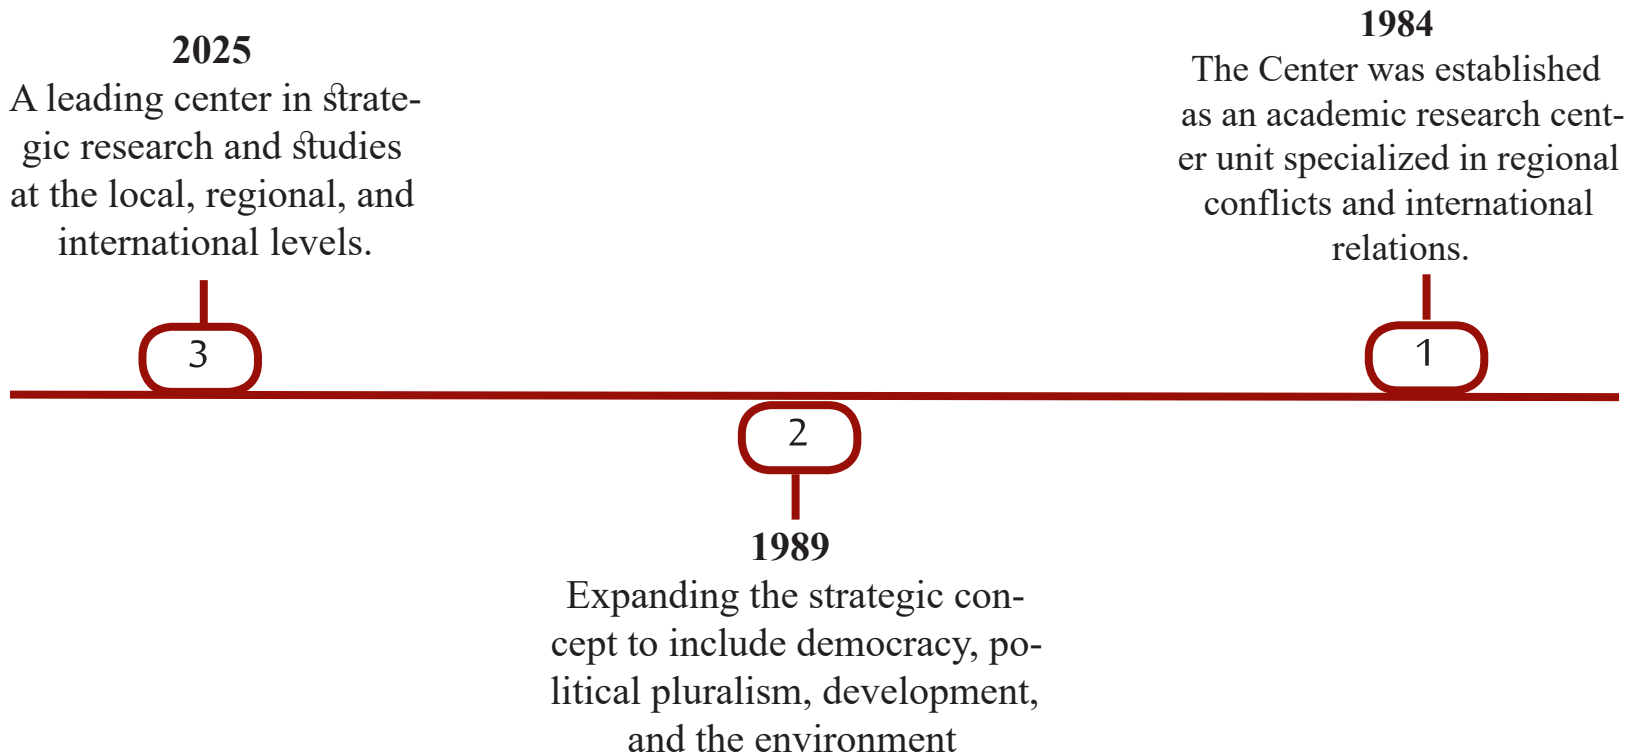 2025
A leading center in strate-
gic research and studies
at the local, regional, and
international levels.
3
1984
The Center was established
as an academic research cent-
er unit specialized in regional
conflicts and international
relations.
1
2
1989
Expanding the strategic con-
cept to include democracy, po-
litical pluralism, development,
and the environment